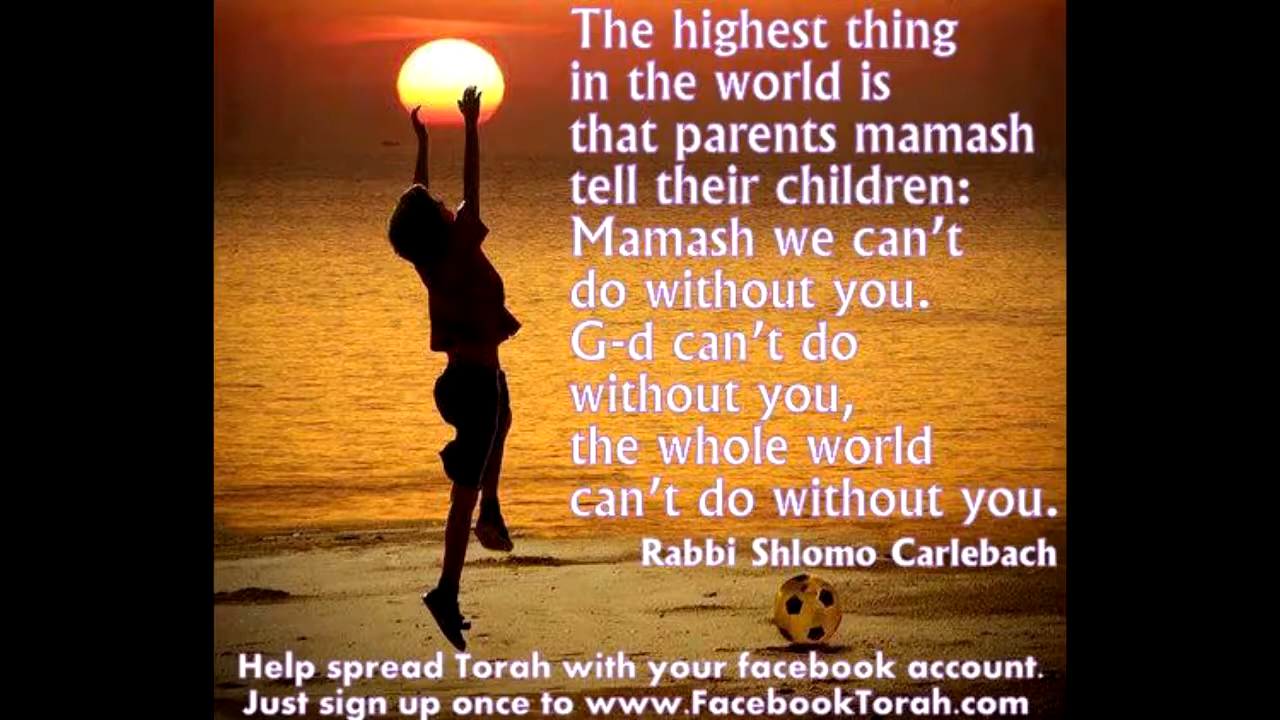 The highest thing
in the world is
that parents mamash
tell their children:
Mamash we can't
do without you.
G-d can't do
without you,
the whole world
can't do without you.
Rabbi Shlomo Carlebach
Help spread Torah with your facebook account.
Just sign up once to www.FacebookTorah.com